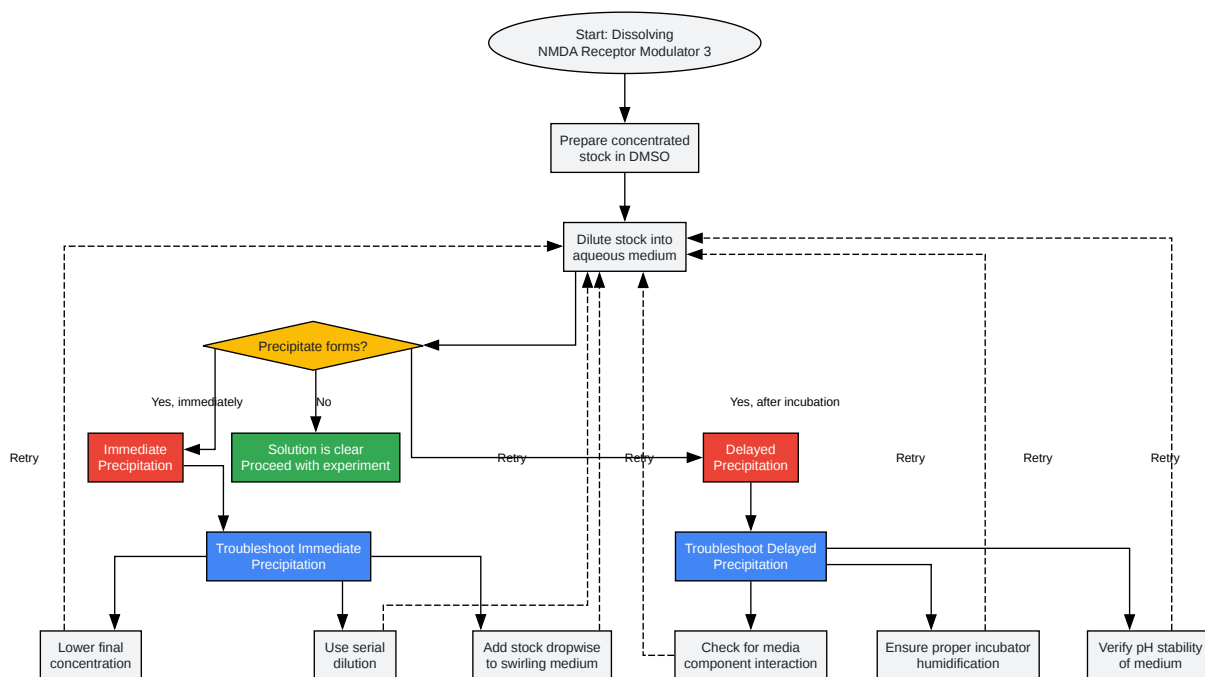 Start: Dissolving
NMDA Receptor Modulator 3
Prepare concentrated
stock in DMSO
Dilute stock into
aqueous medium
Precipitate forms?
Yes, immediately
No
Yes, after incubation
Immediate
Precipitation
Solution is clear
Proceed with experiment
Delayed
Precipitation
Retry
Retry
Retry
Retry
Retry
Retry
Troubleshoot Immediate
Precipitation
Troubleshoot Delayed
Precipitation
Lower final
concentration
Use serial
dilution
Add stock dropwise
to swirling medium
Check for media
component interaction
Ensure proper incubator
humidification
Verify pH stability
of medium